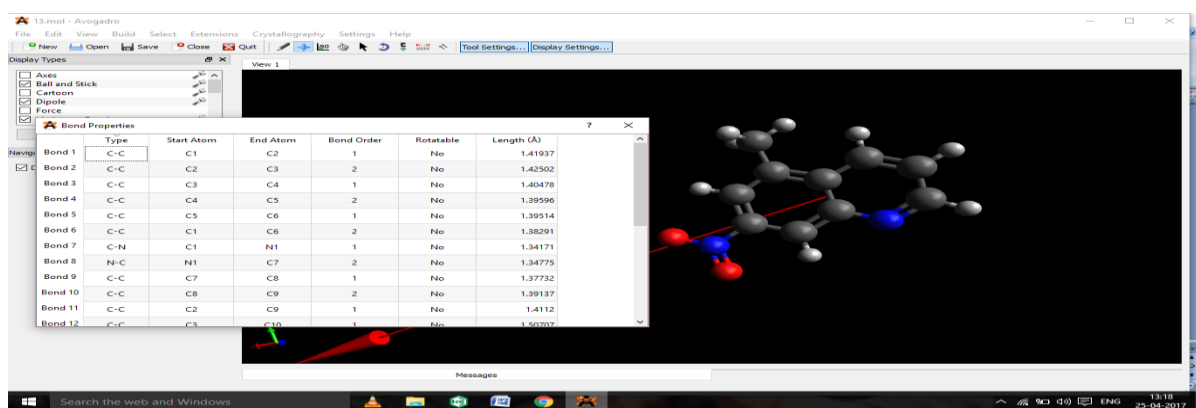 13.mol - Avogadro
File Edit View Build Select Extensions Crystallography Settings Help
New Open Save Close Quit Tool Settings... Display Settings...
Display Types
View 1
Axes
Ball and Stick
Cartoon
Dipole
Force
Bond Properties ? ×
Type Start Atom End Atom Bond Order Rotatable Length (Å)
Navig
Bond 1 C-C C1 C2 1 No 1.41937
Bond 2 C-C C2 C3 2 No 1.42502
Bond 3 C-C C3 C4 1 No 1.40478
Bond 4 C-C C4 C5 2 No 1.39596
Bond 5 C-C C5 C6 1 No 1.39514
Bond 6 C-C C1 C6 2 No 1.38291
Bond 7 C-N C1 N1 1 No 1.34171
Bond 8 N-C N1 C7 2 No 1.34775
Bond 9 C-C C7 C8 1 No 1.37732
Bond 10 C-C C8 C9 2 No 1.39137
Bond 11 C-C C2 C9 1 No 1.4112
Bond 12 C-C C3 C10 1 No 1.50707
Messages
Search the web and Windows
ENG
13:18
25-04-2017